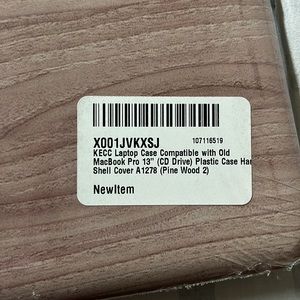 X001JVKXSJ
107116519
KECC Laptop Case Compatible with Old
MacBook Pro 13" (CD Drive) Plastic Case Har
Shell Cover A1278 (Pine Wood 2)
NewItem